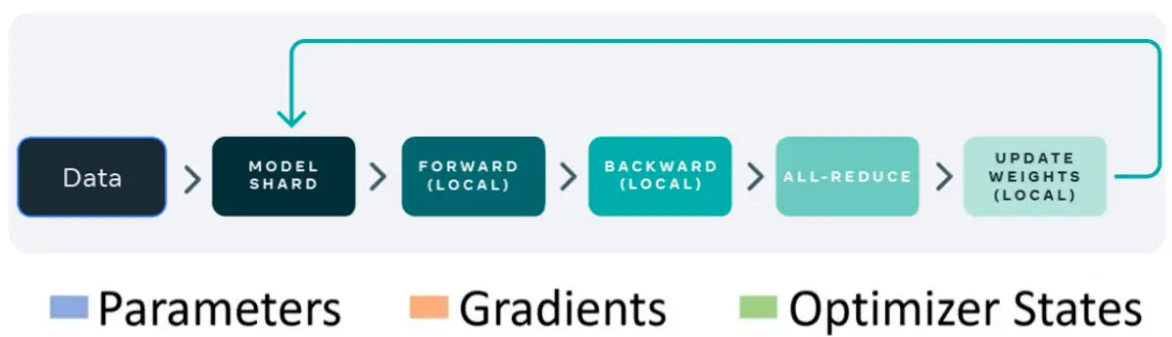 Data
MODEL
SHARD
FORWARD
(LOCAL)
BACKWARD
(LOCAL)
ALL-REDUCE
UPDATE
WEIGHTS
(LOCAL)
Parameters
Gradients
Optimizer States